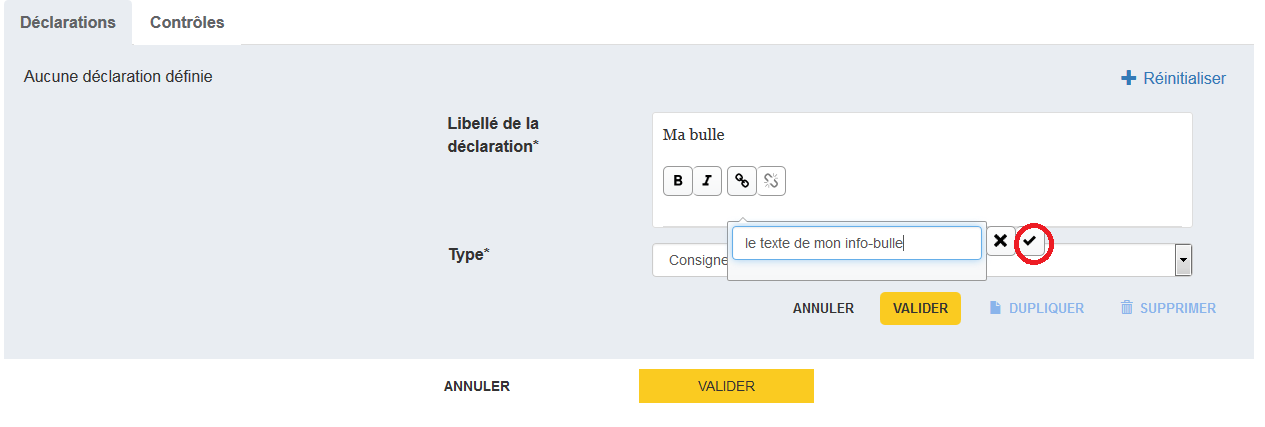 Déclarations Contrôles
Aucune déclaration définie
Réinitialiser
Libellé de la
déclaration*
Ma bulle
B I
le texte de mon info-bulle
Type*
Consigne
ANNULER VALIDER DUPLIQUER SUPPRIMER
ANNULER VALIDER